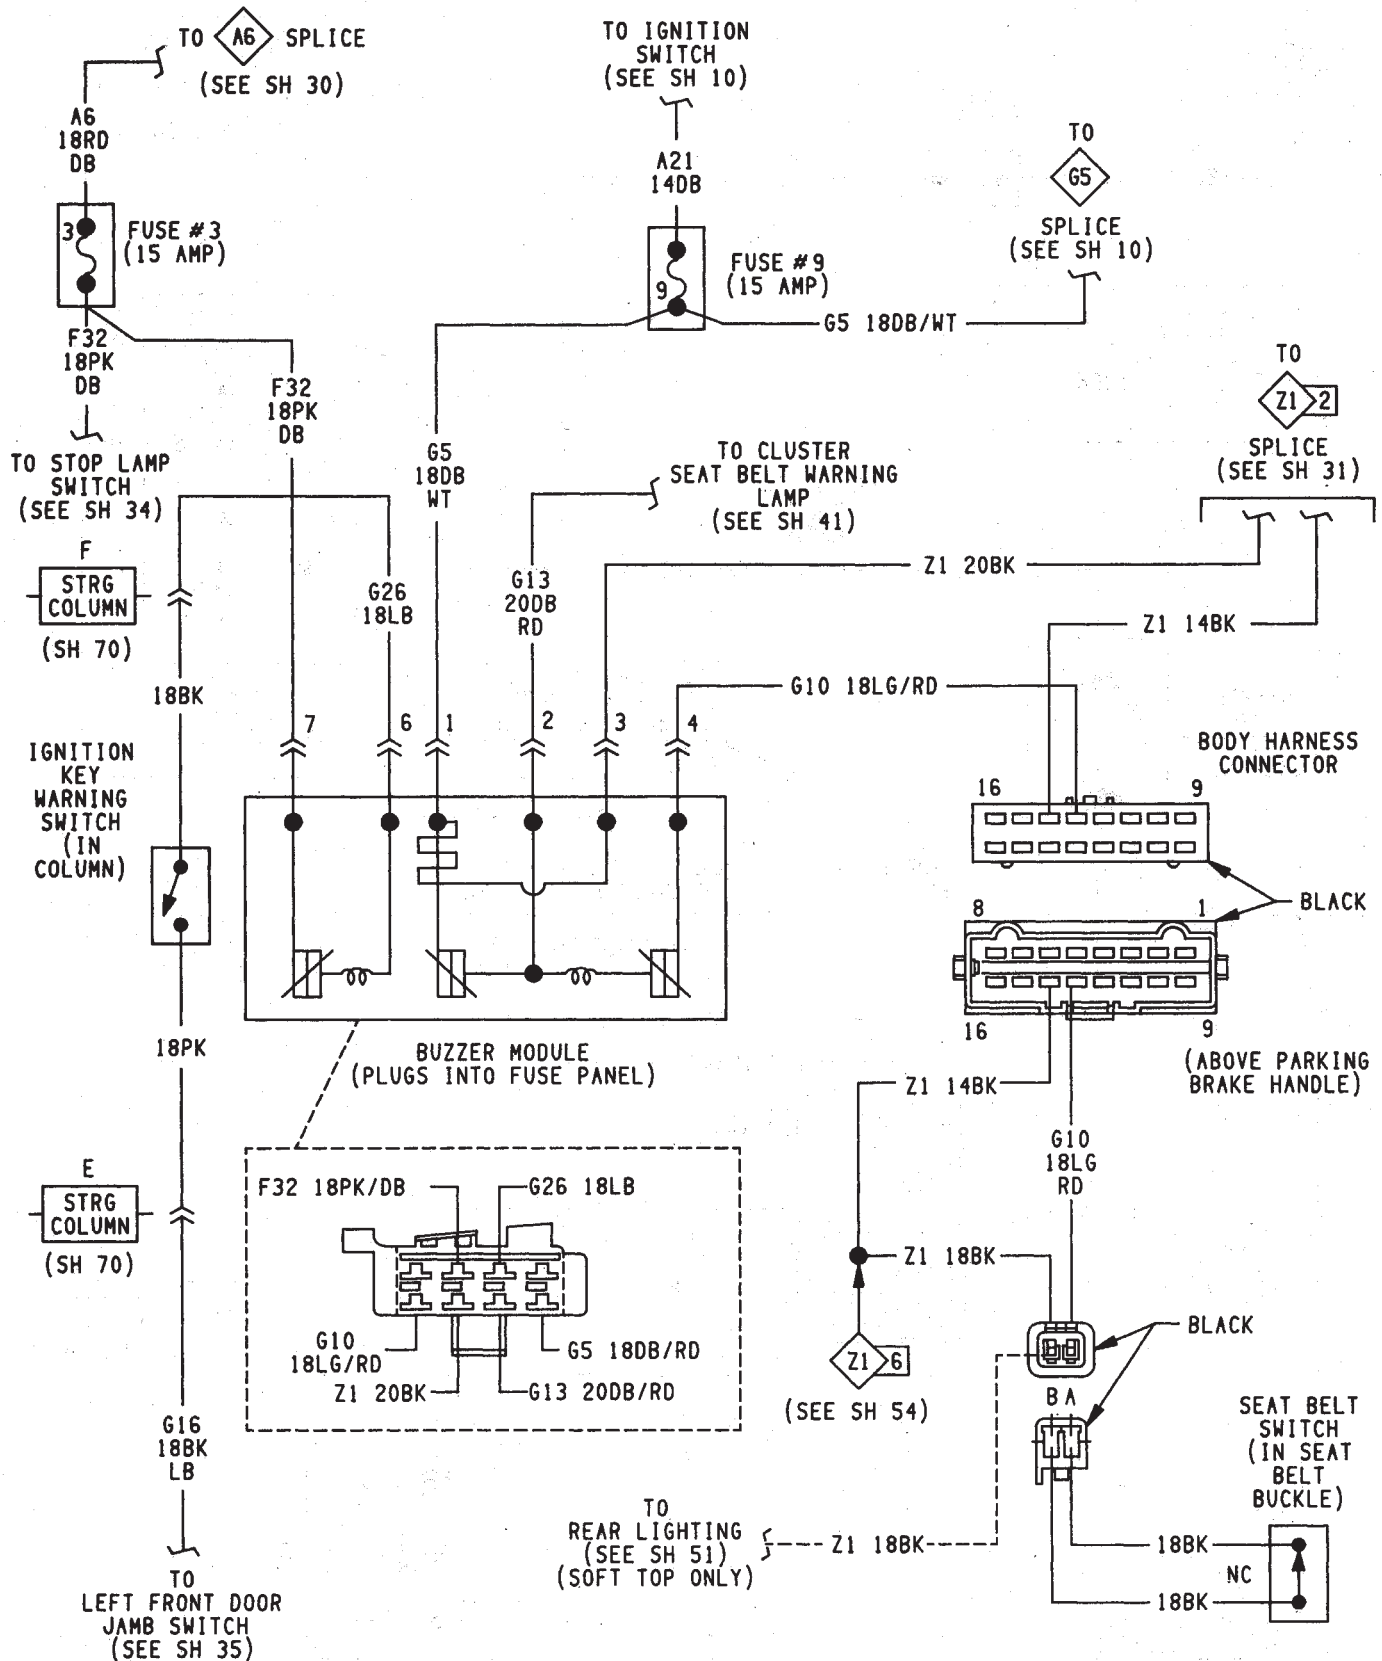 TO A6 SPLICE
(SEE SH 30)
A6
18RD
DB
3
FUSE #3
(15 AMP)
F32
18PK
DB
TO STOP LAMP
SWITCH
(SEE SH 34)
F32
18PK
DB
TO IGNITION
SWITCH
(SEE SH 10)
A21
14DB
9
FUSE #9
(15 AMP)
TO
G5
SPLICE
(SEE SH 10)
G5 18DB/WT
G5
18DB
WT
TO CLUSTER
SEAT BELT WARNING
LAMP
(SEE SH 41)
TO
Z1 2
SPLICE
(SEE SH 31)
F
STRG
COLUMN
(SH 70)
G26
18LB
G13
20DB
RD
Z1 20BK
Z1 14BK
18BK
G10 18LG/RD
7 6 1 2 3 4
IGNITION
KEY
WARNING
SWITCH
(IN
COLUMN)
BODY HARNESS
CONNECTOR
16 9
BLACK
8 1
16 9
(ABOVE PARKING
BRAKE HANDLE)
18PK
BUZZER MODULE
(PLUGS INTO FUSE PANEL)
Z1 14BK
G10
18LG
RD
E
STRG
COLUMN
(SH 70)
F32 18PK/DB
G26 18LB
G10
18LG/RD
G5 18DB/RD
Z1 20BK
G13 20DB/RD
Z1 18BK
Z1 6
(SEE SH 54)
BLACK
B A
SEAT BELT
SWITCH
(IN SEAT
BELT
BUCKLE)
G16
18BK
LB
TO
REAR LIGHTING
(SEE SH 51)
(SOFT TOP ONLY)
Z1 18BK
18BK
NC
18BK
TO
LEFT FRONT DOOR
JAMB SWITCH
(SEE SH 35)